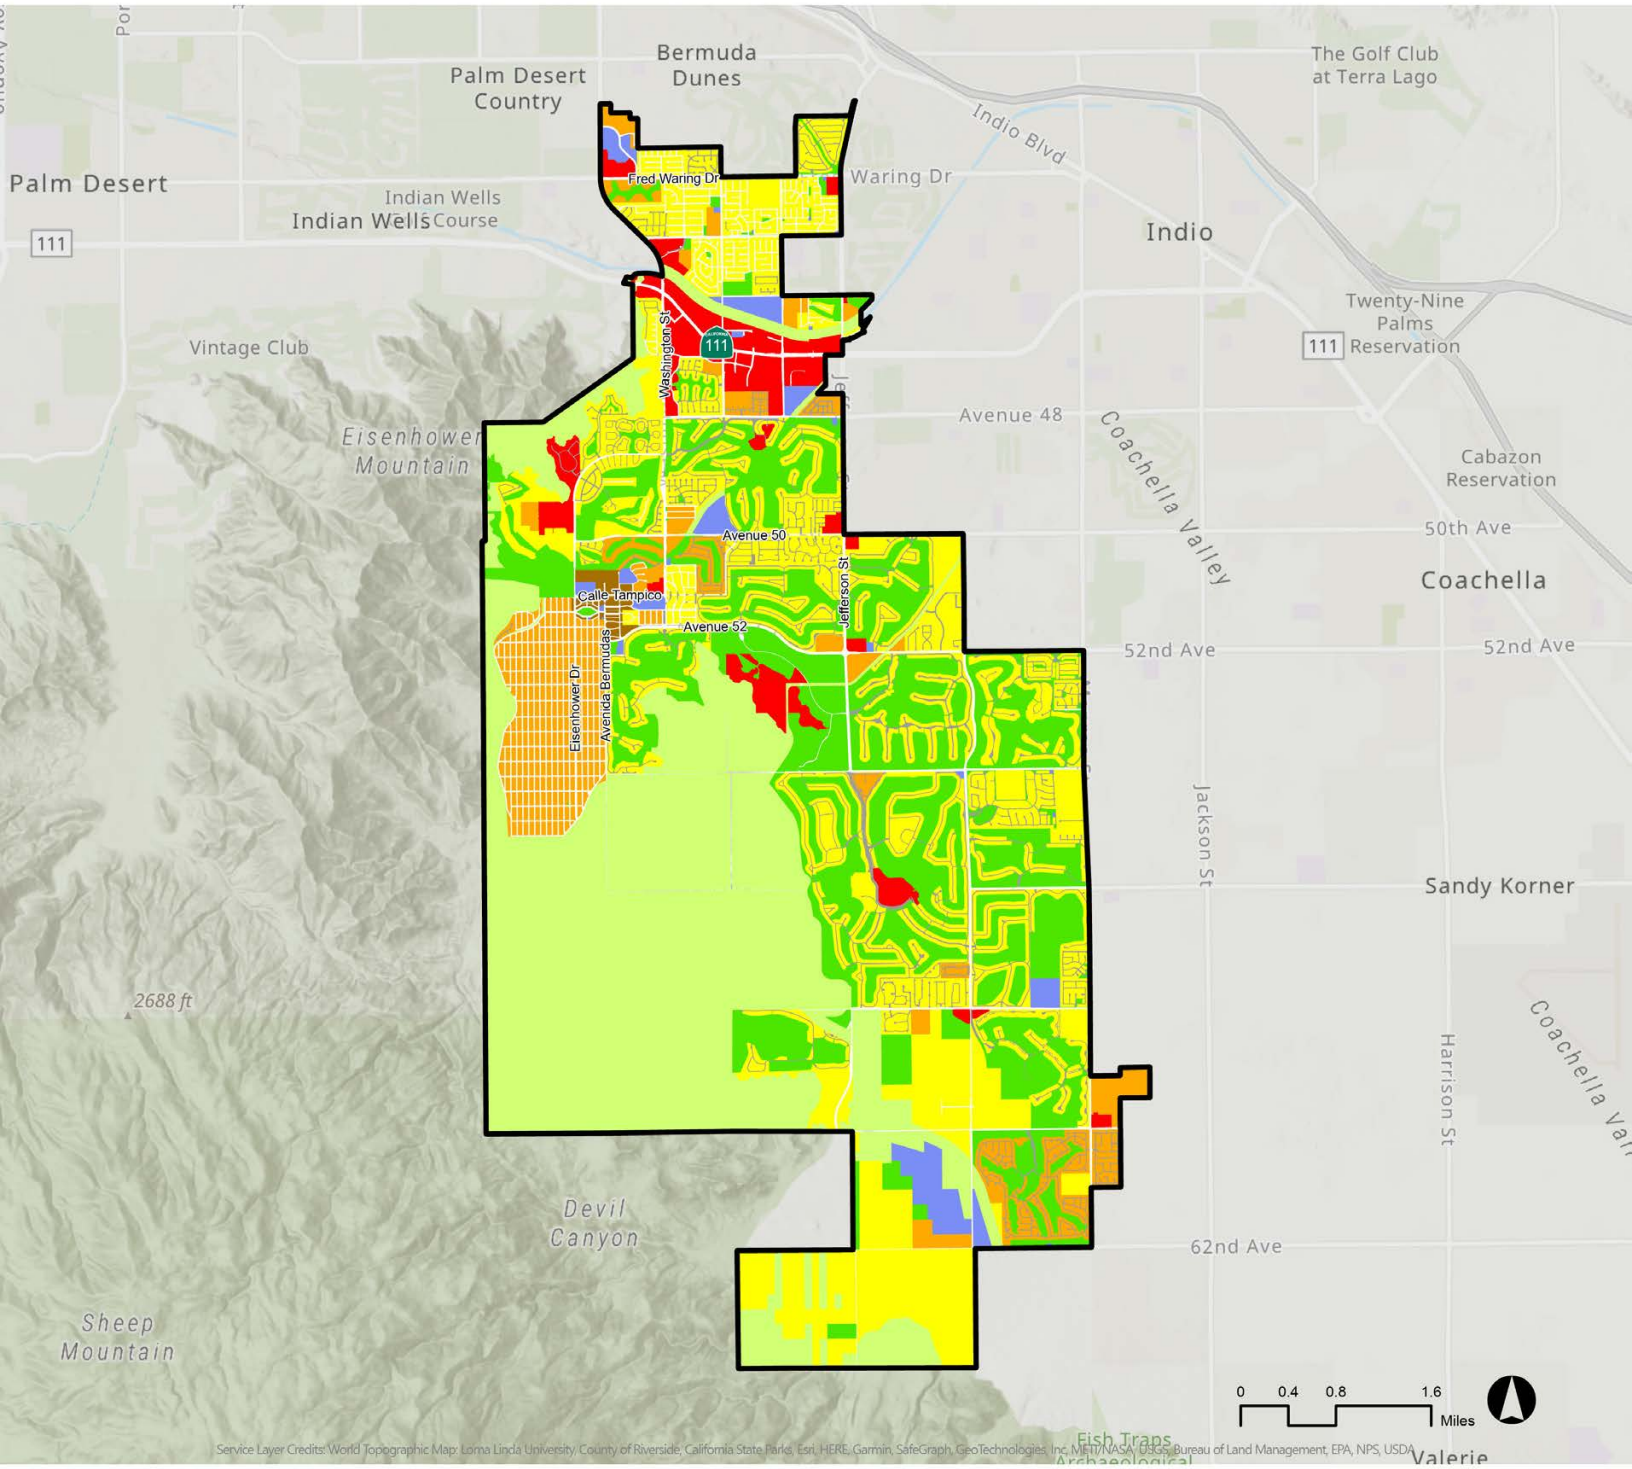 Bermuda
Dunes
The Golf Club
at Terra Lago
Palm Desert
Country
Indio Blvd
Palm Desert
Fred Waring Dr
Waring Dr
Indian Wells
Course
Indian Wells
Indio
111
Twenty-Nine
Palms
Reservation
111
Vintage Club
Washington St
CALIFORNIA
111
Jeff
Avenue 48
Eisenhower
Mountain
Coachella Valley
Cabazon
Reservation
Avenue 50
50th Ave
Coachella
Jefferson St
Calle Tampico
Avenue 52
52nd Ave
52nd Ave
Eisenhower Dr
Avenida Bermudas
Jackson St
Sandy Korner
2688 ft
Harrison St
Devil
Canyon
62nd Ave
Sheep
Mountain
0 0.4 0.8 1.6
Miles
Fish Traps
Archaeological
Service Layer Credits: World Topographic Map: Loma Linda University, County of Riverside, California State Parks, Esri, HERE, Garmin, SafeGraph, GeoTechnologies, Inc, METI/NASA, USGS, Bureau of Land Management, EPA, NPS, USDA
Valerie